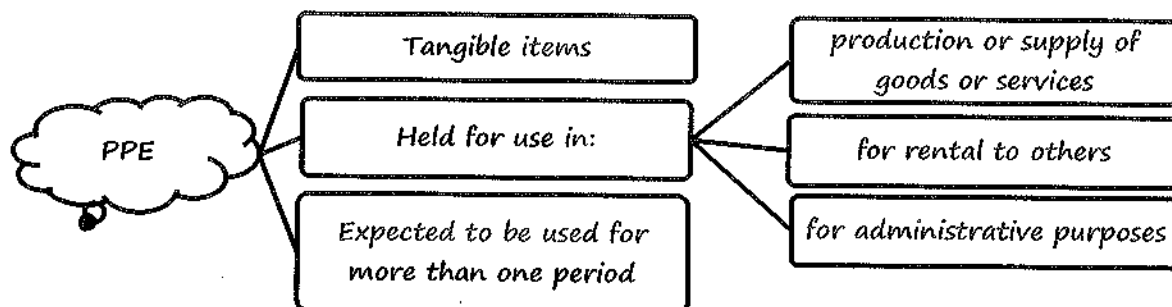 PPE
Tangible items
Held for use in:
Expected to be used for
more than one period
production or supply of
goods or services
for rental to others
for administrative purposes